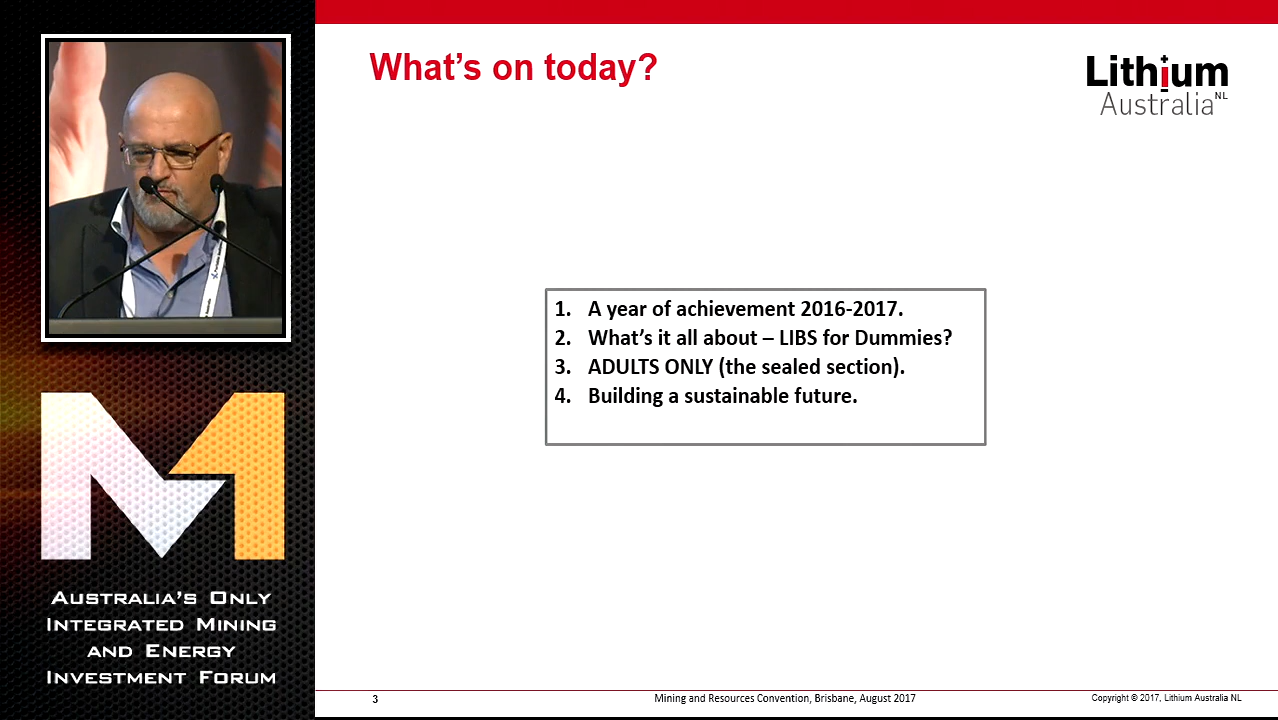 What's on today?
Lithium
Australia NL
1. A year of achievement 2016-2017.
2. What's it all about – LIBS for Dummies?
3. ADULTS ONLY (the sealed section).
4. Building a sustainable future.
Australia's Only
Integrated Mining
and Energy
Investment Forum
3
Mining and Resources Convention, Brisbane, August 2017
Copyright © 2017, Lithium Australia NL